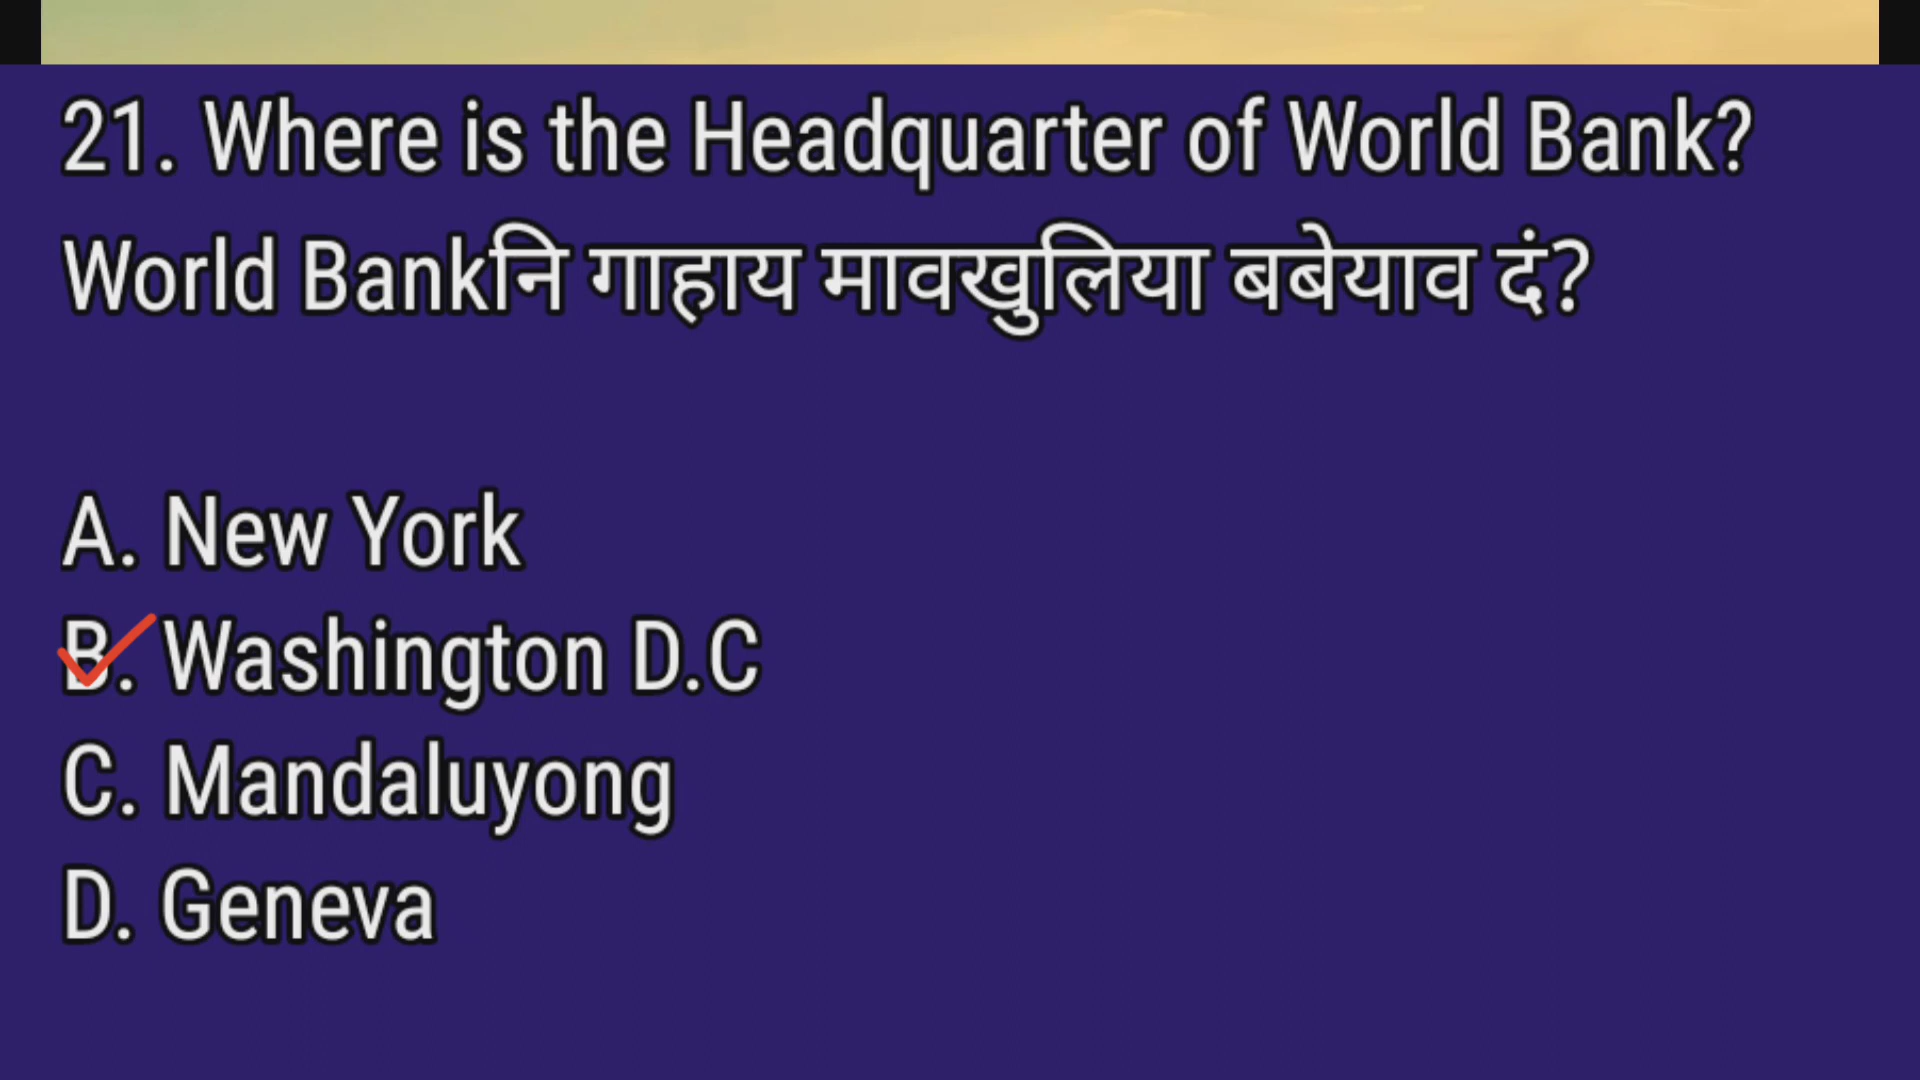 21. Where is the Headquarter of World Bank?
World Bankनि गाहाय मावखुलिया बबेयाव दं?
A. New York
B. Washington D.C
C. Mandaluyong
D. Geneva